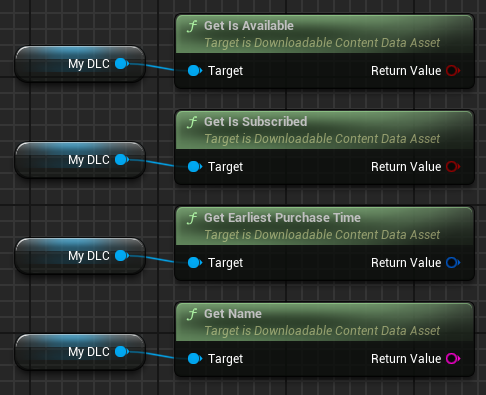 Get Is Available
Target is Downloadable Content Data Asset
My DLC
Target
Return Value
Get Is Subscribed
Target is Downloadable Content Data Asset
My DLC
Target
Return Value
Get Earliest Purchase Time
Target is Downloadable Content Data Asset
My DLC
Target
Return Value
Get Name
Target is Downloadable Content Data Asset
My DLC
Target
Return Value